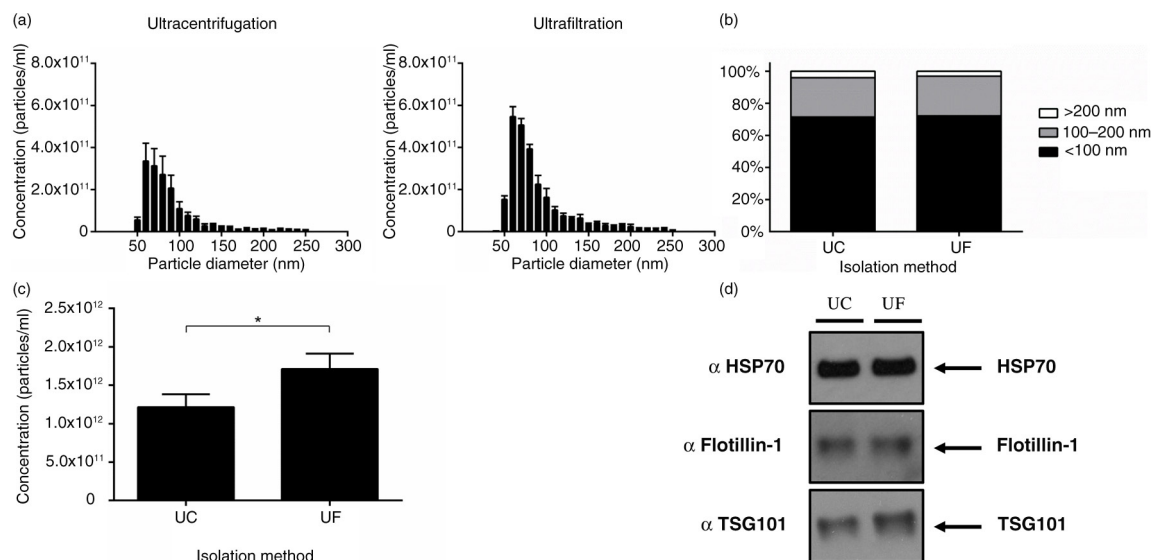 (a)
Ultracentrifugation
Concentration (particles/ml)
8.0x10¹¹
6.0x10¹¹
4.0x10¹¹
2.0x10¹¹
0
50 100 150 200 250 300
Particle diameter (nm)
Ultrafiltration
Concentration (particles/ml)
8.0x10¹¹
6.0x10¹¹
4.0x10¹¹
2.0x10¹¹
0
50 100 150 200 250 300
Particle diameter (nm)
(b)
100%
80%
60%
40%
20%
0%
UC UF
Isolation method
>200 nm
100–200 nm
<100 nm
(c)
Concentration (particles/ml)
2.5x10¹²
2.0x10¹²
1.5x10¹²
1.0x10¹²
5.0x10¹¹
0
*
UC UF
Isolation method
(d)
UC UF
α HSP70 HSP70
α Flotillin-1 Flotillin-1
α TSG101 TSG101